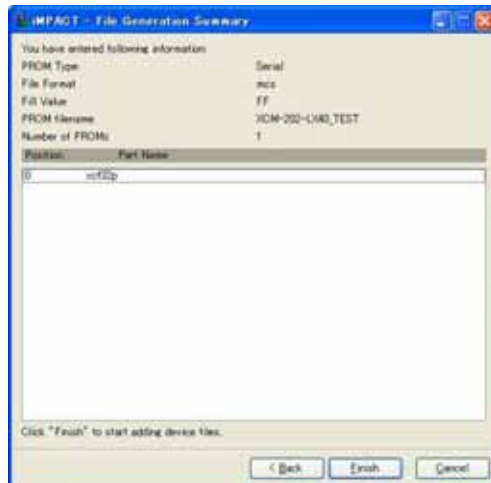 iMPACT - File Generation Summary
You have entered following information
PROM Type Serial
File Format mcs
Fill Value FF
PROM filename XCM-202-LX40_TEST
Number of PROMs 1
Position Part Name
0 xcf32p
Click "Finish" to start adding device files.
< Back Finish Cancel